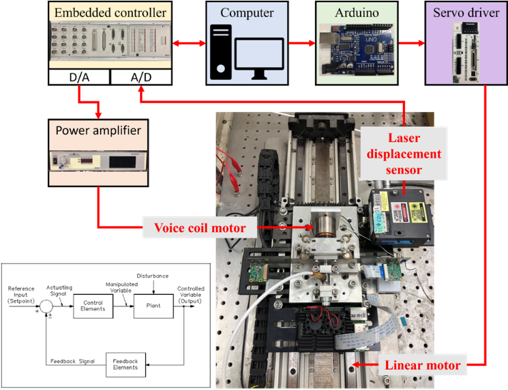 Embedded controller
Computer
Arduino
Servo driver
D/A
A/D
Power amplifier
Laser
displacement
sensor
Voice coil motor
Linear motor
Disturbance
Reference
Input
(Setpoint)
Actuating
Signal
Manipulated
Variable
Controlled
Variable
(Output)
Control
Elements
Plant
Feedback Signal
Feedback
Elements
UNO